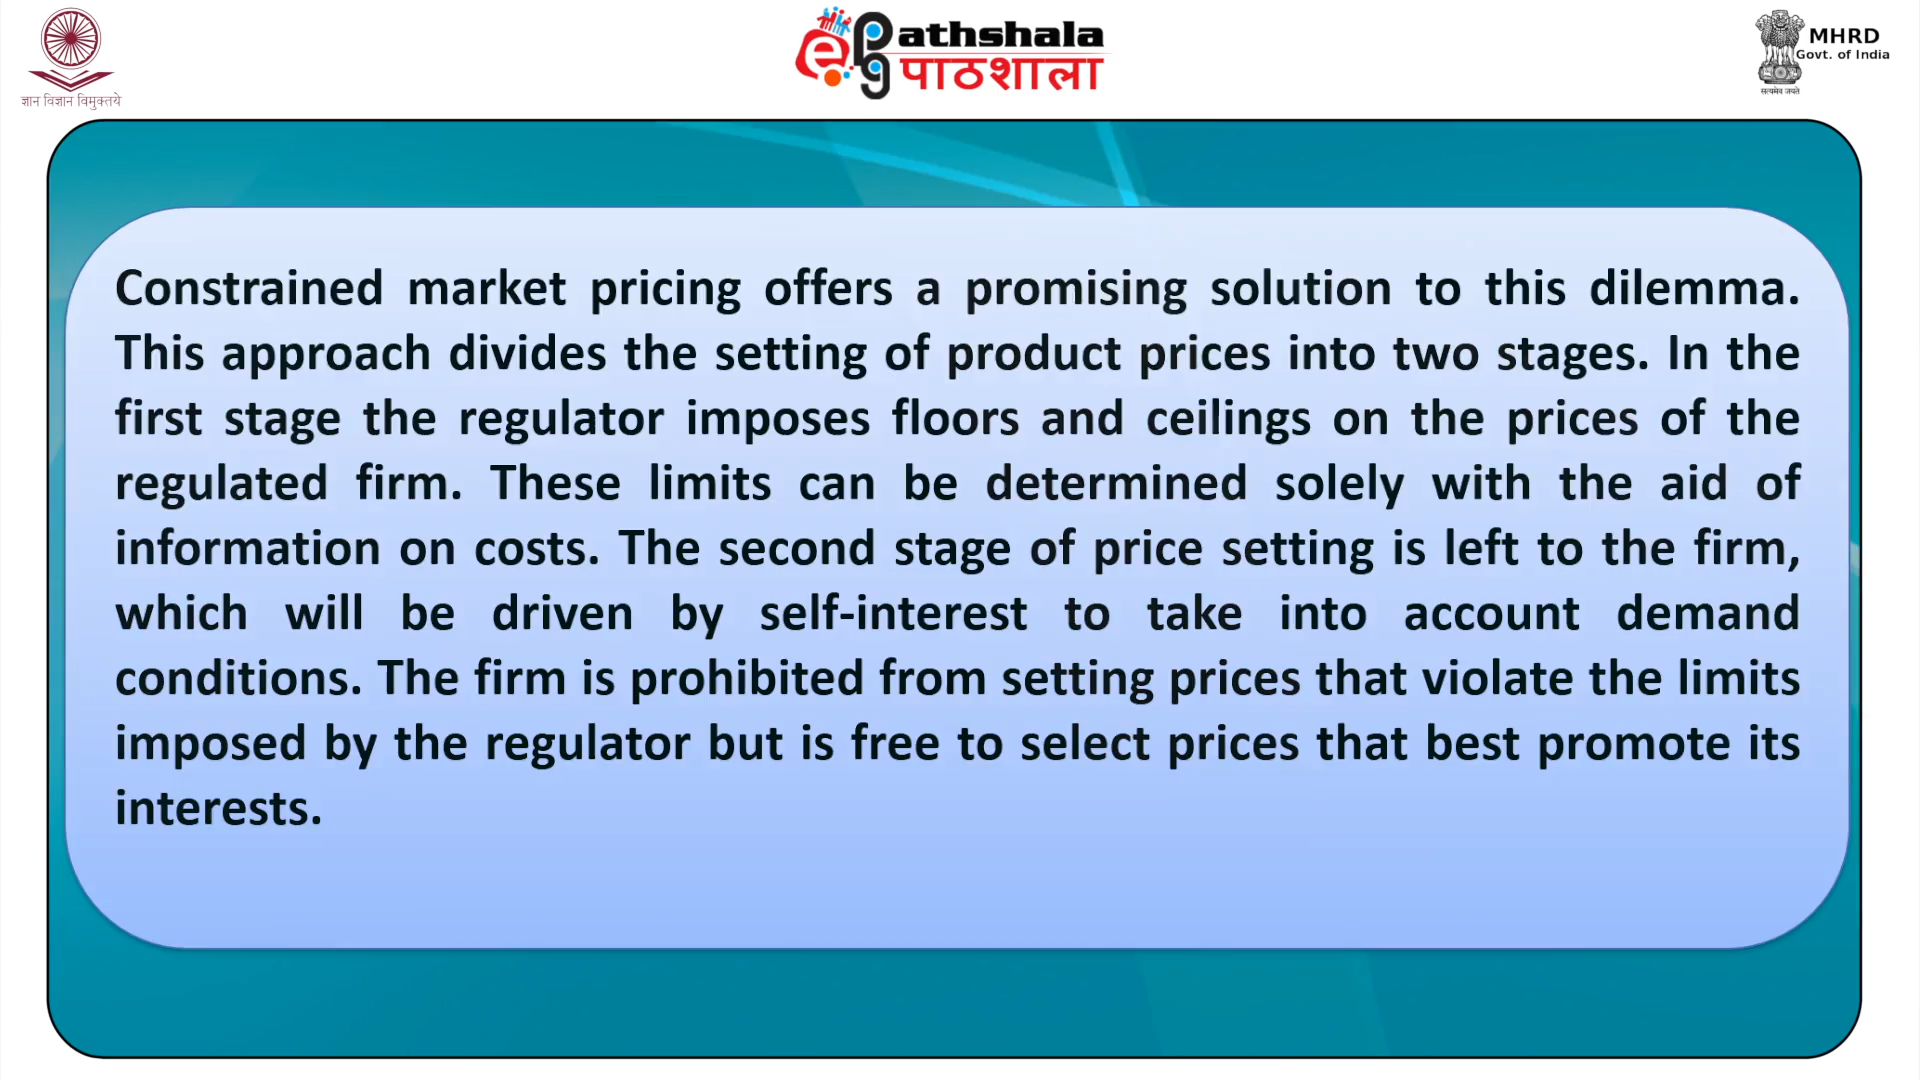 ज्ञान विज्ञान विमुक्तये
ePG Pathshala
पाठशाला
MHRD
Govt. of India
सत्यमेव जयते
Constrained market pricing offers a promising solution to this dilemma.
This approach divides the setting of product prices into two stages. In the
first stage the regulator imposes floors and ceilings on the prices of the
regulated firm. These limits can be determined solely with the aid of
information on costs. The second stage of price setting is left to the firm,
which will be driven by self-interest to take into account demand
conditions. The firm is prohibited from setting prices that violate the limits
imposed by the regulator but is free to select prices that best promote its
interests.